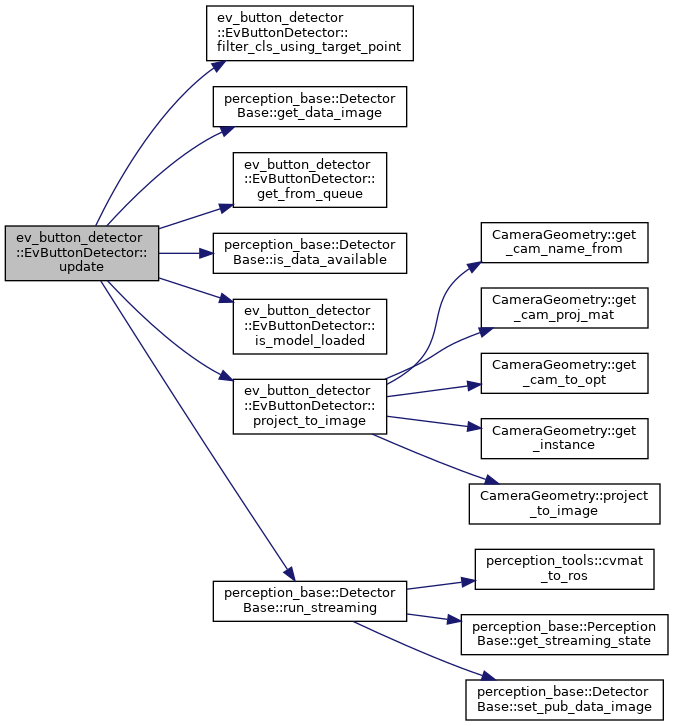 ev_button_detector
::EvButtonDetector::
filter_cls_using_target_point
perception_base::Detector
Base::get_data_image
ev_button_detector
::EvButtonDetector::
get_from_queue
ev_button_detector
::EvButtonDetector::
update
perception_base::Detector
Base::is_data_available
ev_button_detector
::EvButtonDetector::
is_model_loaded
ev_button_detector
::EvButtonDetector::
project_to_image
CameraGeometry::get
_cam_name_from
CameraGeometry::get
_cam_proj_mat
CameraGeometry::get
_cam_to_opt
CameraGeometry::get
_instance
CameraGeometry::project
_to_image
perception_base::Detector
Base::run_streaming
perception_tools::cvmat
_to_ros
perception_base::Perception
Base::get_streaming_state
perception_base::Detector
Base::set_pub_data_image